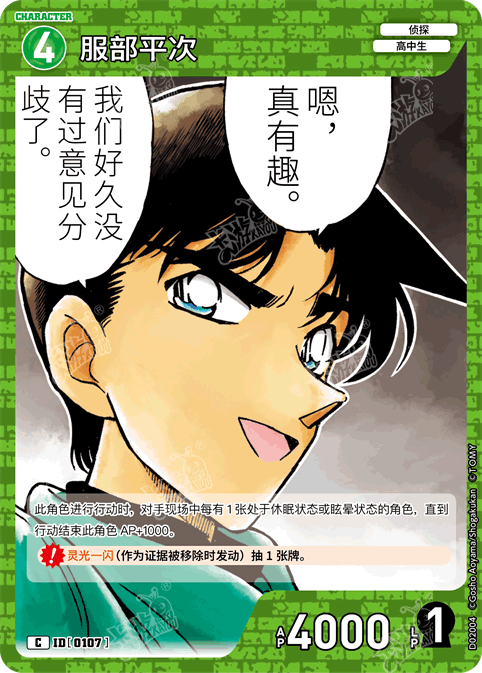 CHARACTER
4
服部平次
侦探
高中生
嗯，
真有趣。
我们好久没
有过意见分
歧了。
此角色进行行动时，对手现场中每有1张处于休眠状态或眩晕状态的角色，直到
行动结束此角色AP+1000。
灵光一闪(作为证据被移除时发动) 抽1张牌。
C ID[0107]
AP 4000 LP 1
D02004 ©Gosho Aoyama/Shogakukan ©T.OMY